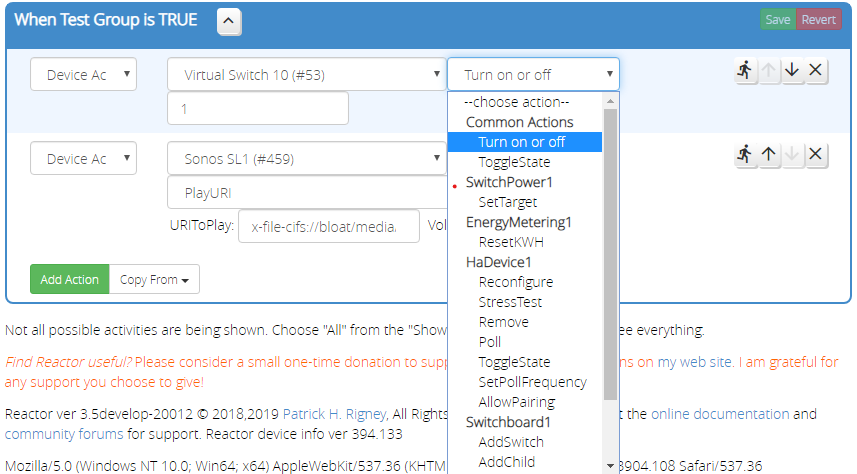 When Test Group is TRUE
Save Revert
Device Ac Virtual Switch 10 (#53) Turn on or off
1
--choose action--
Common Actions
Turn on or off
ToggleState
SwitchPower1
SetTarget
EnergyMetering1
ResetKWH
HaDevice1
Reconfigure
StressTest
Remove
Poll
ToggleState
SetPollFrequency
AllowPairing
Switchboard1
AddSwitch
AddChild
Device Ac Sonos SL1 (#459)
PlayURI
URIToPlay: x-file-cifs://bloat/media, Vol
Add Action Copy From
Not all possible activities are being shown. Choose "All" from the "Show ee everything.
Find Reactor useful? Please consider a small one-time donation to supp ns on my web site. I am grateful for
any support you choose to give!
Reactor ver 3.5develop-20012 © 2018,2019 Patrick H. Rigney, All Rights t the online documentation and
community forums for support. Reactor device info ver 394.133
Mozilla/5.0 (Windows NT 10.0; Win64; x64) AppleWebKit/537.36 (KHTM 3904.108 Safari/537.36